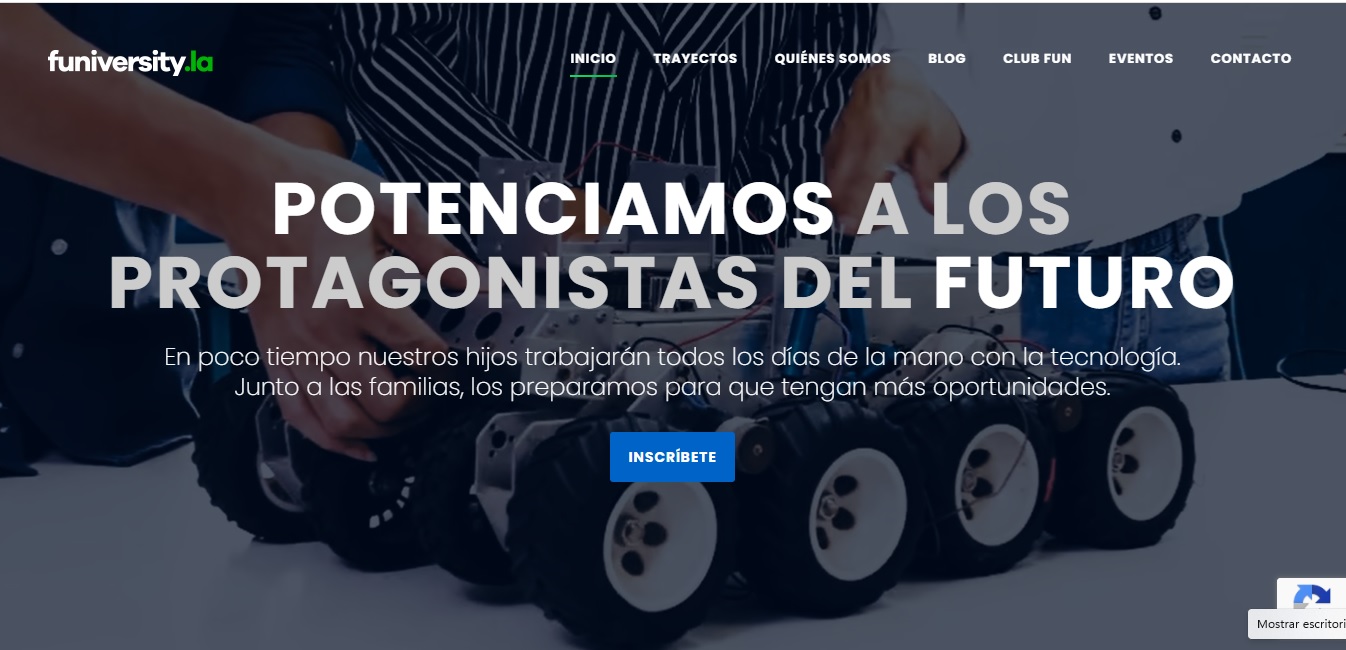 funiversity.la
INICIO TRAYECTOS QUIÉNES SOMOS BLOG CLUB FUN EVENTOS CONTACTO
POTENCIAMOS A LOS
PROTAGONISTAS DEL FUTURO
En poco tiempo nuestros hijos trabajarán todos los días de la mano con la tecnología.
Junto a las familias, los preparamos para que tengan más oportunidades.
INSCRÍBETE
Mostrar escritori